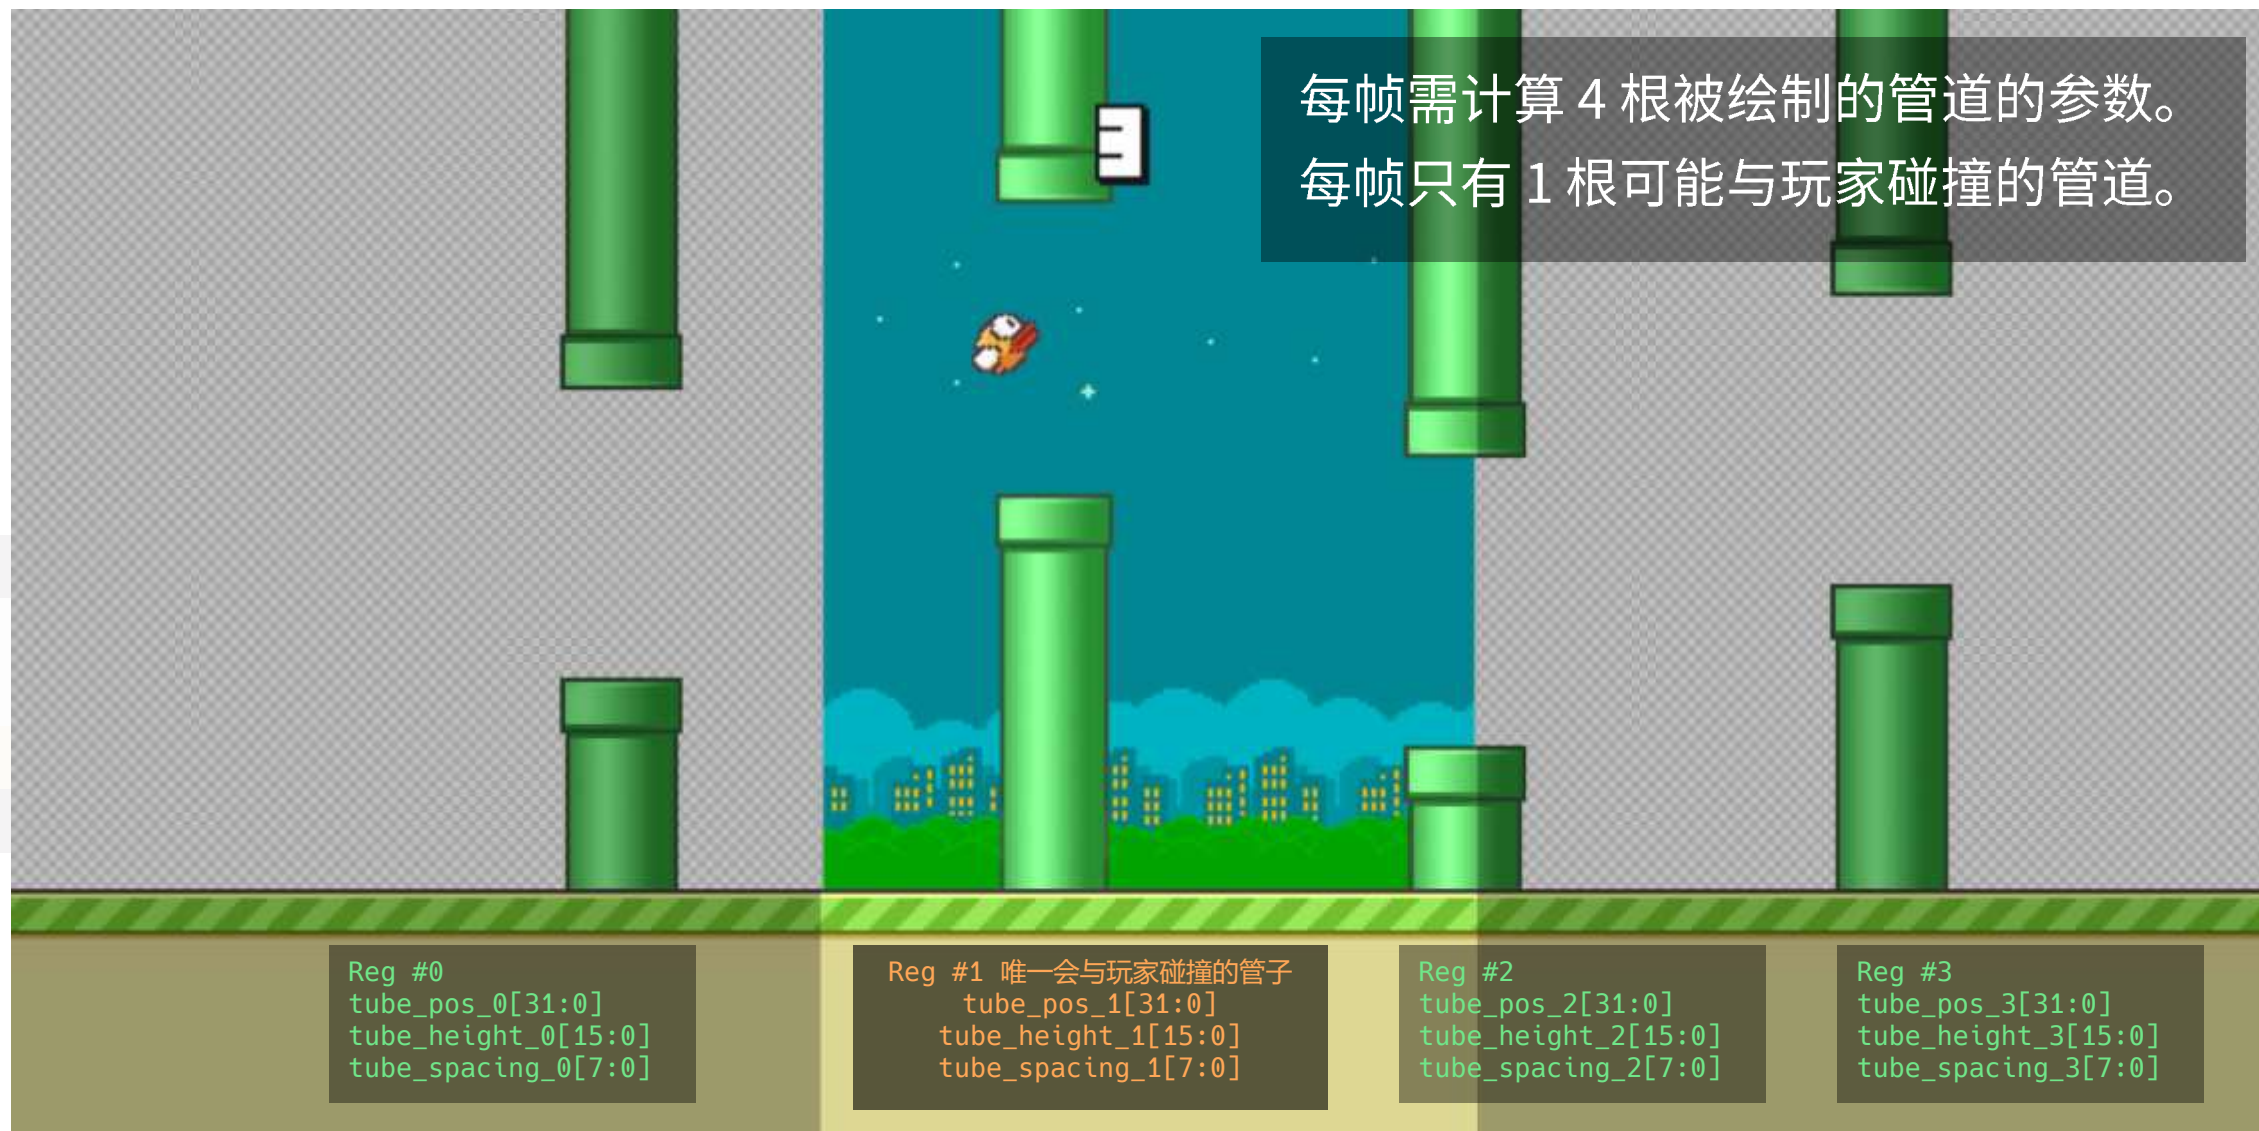 每帧需计算 4 根被绘制的管道的参数。
每帧只有 1 根可能与玩家碰撞的管道。
Reg #0
tube_pos_0[31:0]
tube_height_0[15:0]
tube_spacing_0[7:0]
Reg #1 唯一会与玩家碰撞的管子
tube_pos_1[31:0]
tube_height_1[15:0]
tube_spacing_1[7:0]
Reg #2
tube_pos_2[31:0]
tube_height_2[15:0]
tube_spacing_2[7:0]
Reg #3
tube_pos_3[31:0]
tube_height_3[15:0]
tube_spacing_3[7:0]